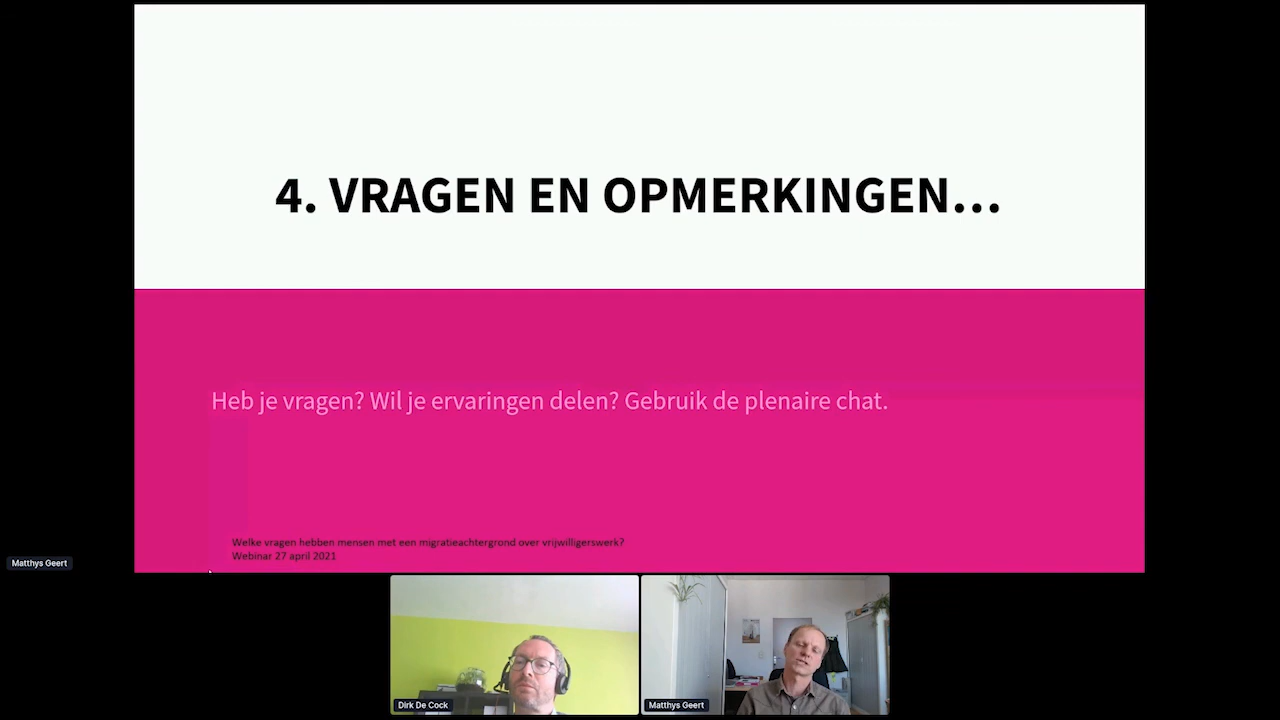 4. VRAGEN EN OPMERKINGEN...
Heb je vragen? Wil je ervaringen delen? Gebruik de plenaire chat.
Welke vragen hebben mensen met een migratieachtergrond over vrijwilligerswerk?
Webinar 27 april 2021
Matthys Geert
Dirk De Cock
Matthys Geert